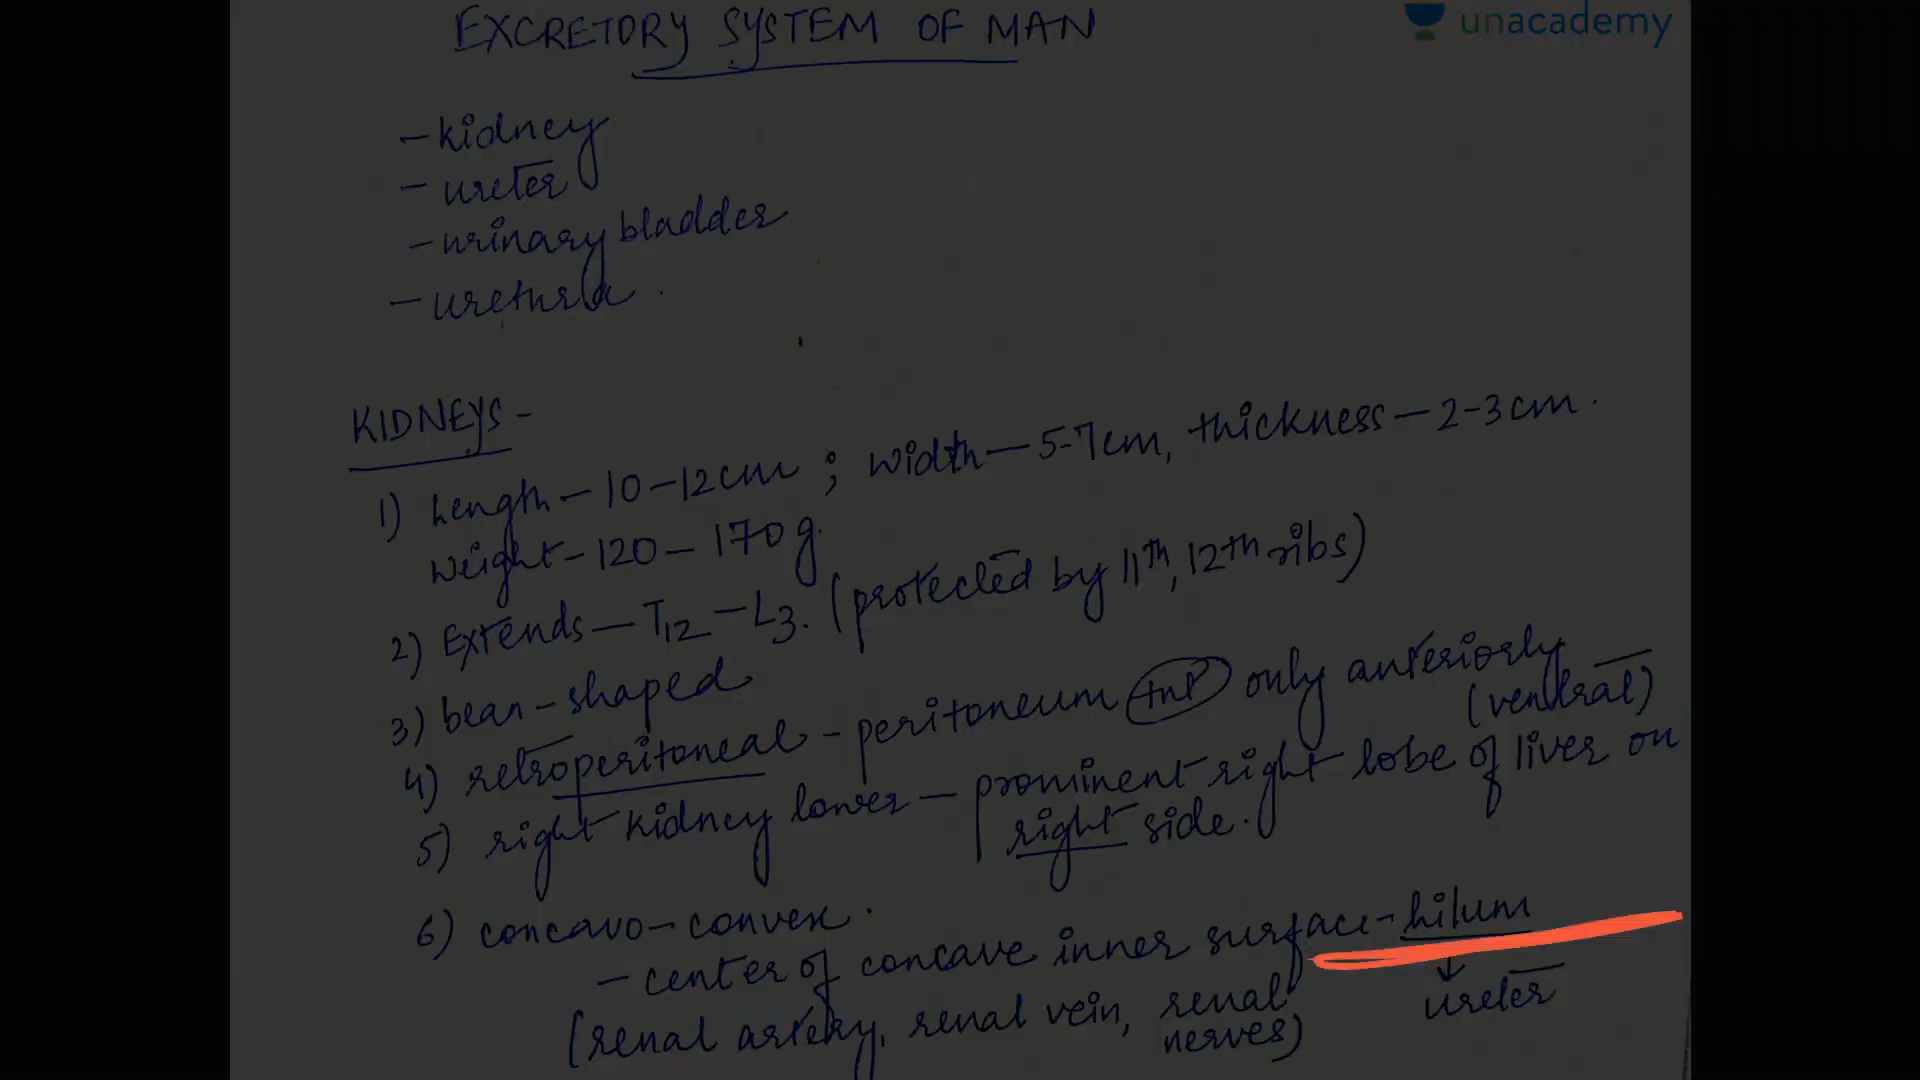 EXCRETORY SYSTEM OF MAN
unacademy
- kidney
- ureter
- urinary bladder
- urethra
KIDNEYS -
1) Length - 10-12cm ; width - 5-7cm, thickness - 2-3cm.
Weight - 120 - 170g.
2) Extends - T12 - L3. (protected by 11th, 12th ribs)
3) bean-shaped
4) retroperitoneal - peritoneum only anteriorly
(ventral)
5) right kidney lower - prominent right lobe of liver on
right side.
6) concavo-convex.
- center of concave inner surface - hilum
(renal artery, renal vein, renal nerves)
ureter